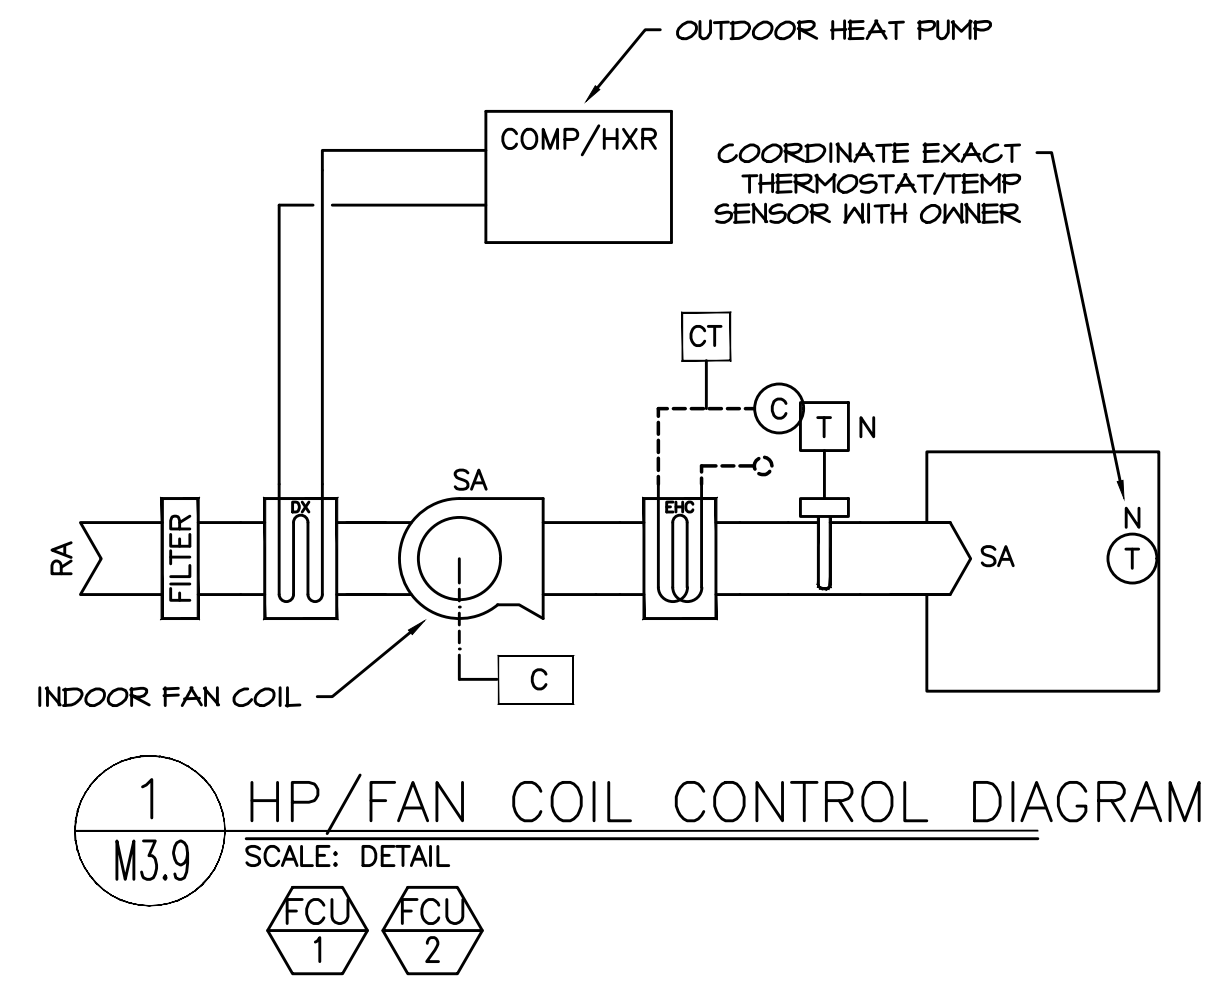 OUTDOOR HEAT PUMP
COMP/HXR
COORDINATE EXACT
THERMOSTAT/TEMP
SENSOR WITH OWNER
CT
C
T
N
SA
DX
EHC
N
RA
FILTER
SA
T
C
INDOOR FAN COIL
1
M3.9
HP/FAN COIL CONTROL DIAGRAM
SCALE: DETAIL
FCU
1
FCU
2